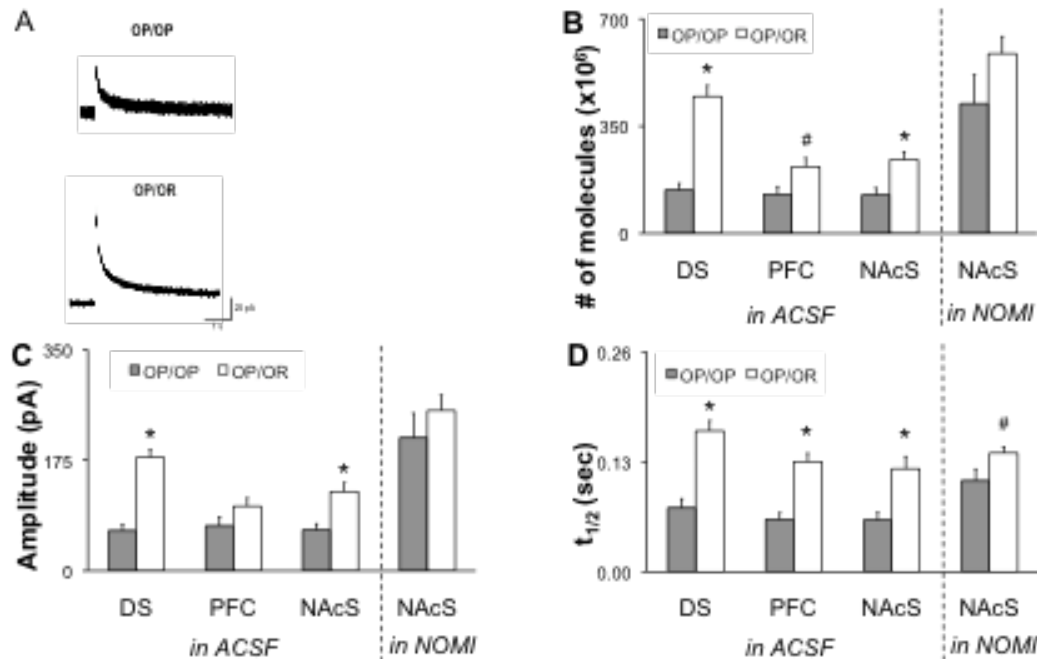 A
OP/OP
OP/OR
20 pA
B
# of molecules (x10⁶)
700
350
0
OP/OP OP/OR
*
#
*
DS PFC NAcS NAcS
in ACSF in NOMI
C
Amplitude (pA)
350
175
0
OP/OP OP/OR
*
*
DS PFC NAcS NAcS
in ACSF in NOMI
D
t1/2 (sec)
0.26
0.13
0.00
OP/OP OP/OR
*
*
*
#
DS PFC NAcS NAcS
in ACSF in NOMI